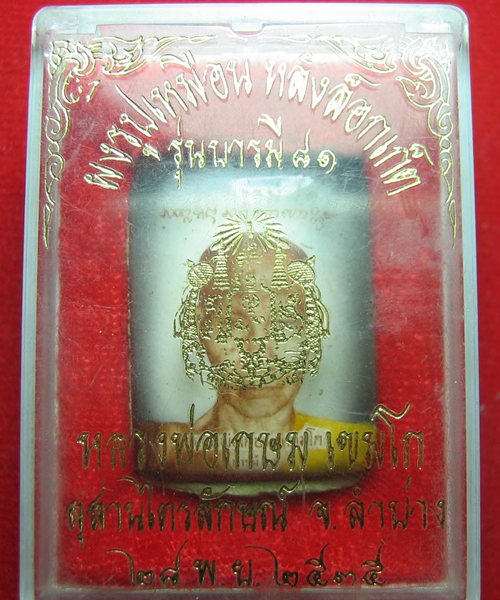 ผงรูปเหมือน หลังล็อกเก้ต
รุ่นบารมี ๘๑
หลวงพ่อเกษม เขมโก
สุสานไตรลักษณ์ จ.ลำปาง
๒๘ พ.ย. ๒๕๓๕